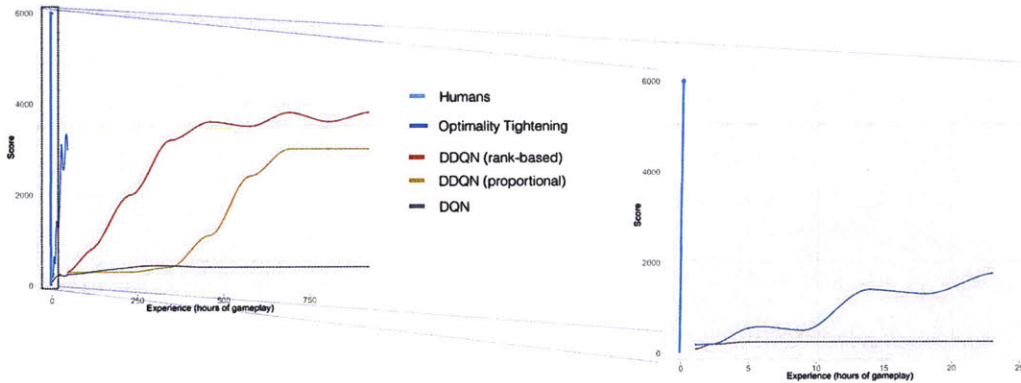 6000
4000
2000
0
Score
0
250
500
750
Experience (hours of gameplay)
Humans
Optimality Tightening
DDQN (rank-based)
DDQN (proportional)
DQN
6000
4000
2000
0
Score
0
5
10
15
20
25
Experience (hours of gameplay)